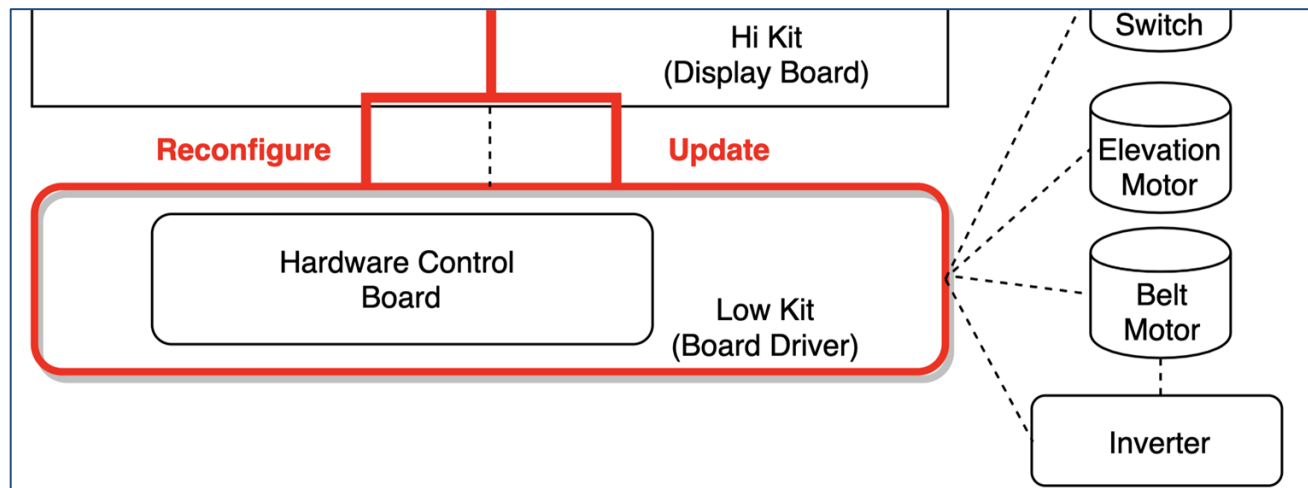 Hi Kit
(Display Board)
Switch
Reconfigure
Update
Elevation
Motor
Hardware Control
Board
Low Kit
(Board Driver)
Belt
Motor
Inverter